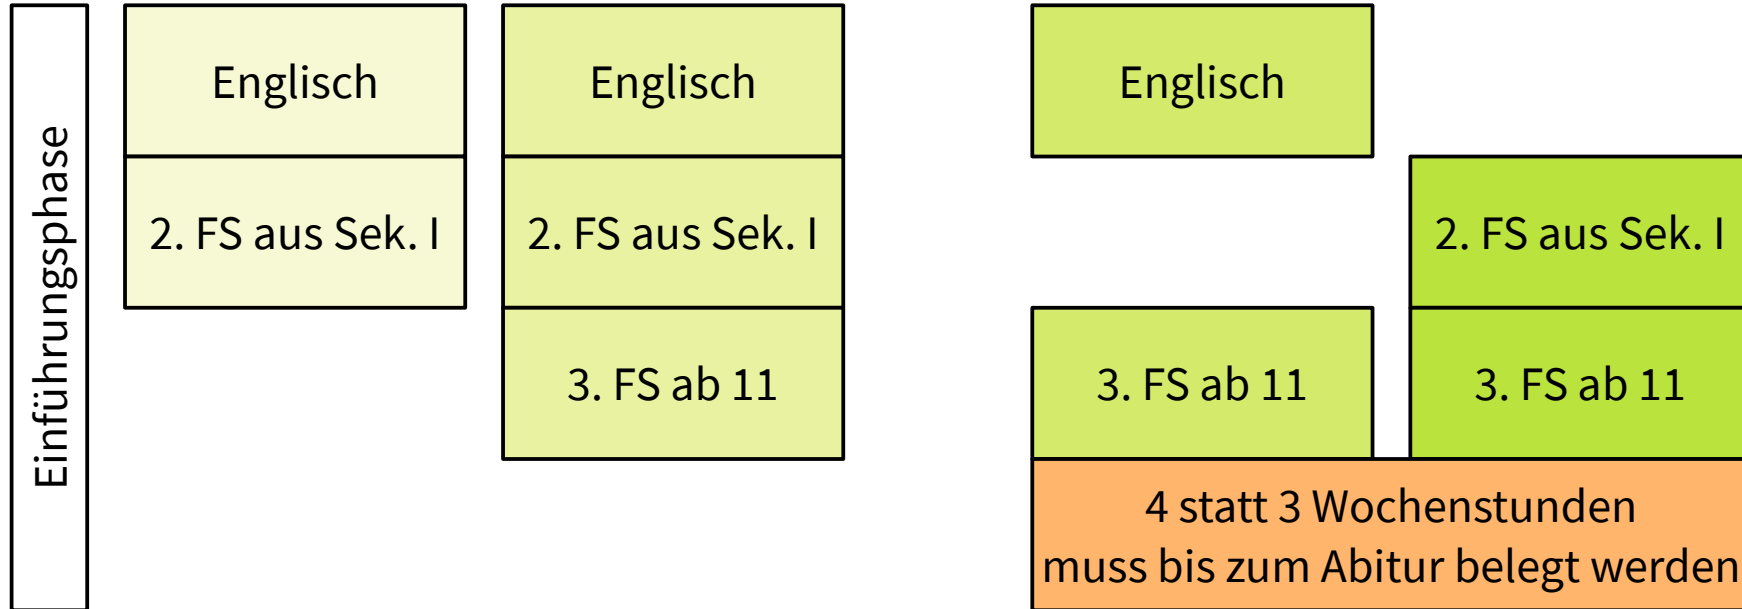 Einführungsphase
Englisch
2. FS aus Sek. I
Englisch
2. FS aus Sek. I
3. FS ab 11
Englisch
3. FS ab 11
2. FS aus Sek. I
3. FS ab 11
4 statt 3 Wochenstunden
muss bis zum Abitur belegt werden